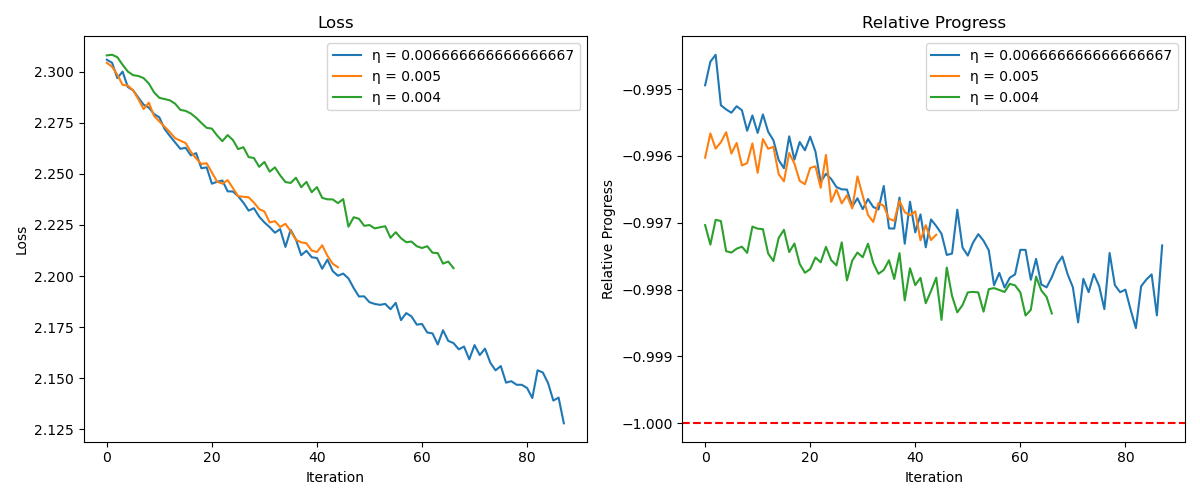 Loss
Loss
2.300
2.275
2.250
2.225
2.200
2.175
2.150
2.125
0
20
40
60
80
Iteration
η = 0.006666666666666667
η = 0.005
η = 0.004
Relative Progress
Relative Progress
−0.995
−0.996
−0.997
−0.998
−0.999
−1.000
0
20
40
60
80
Iteration
η = 0.006666666666666667
η = 0.005
η = 0.004